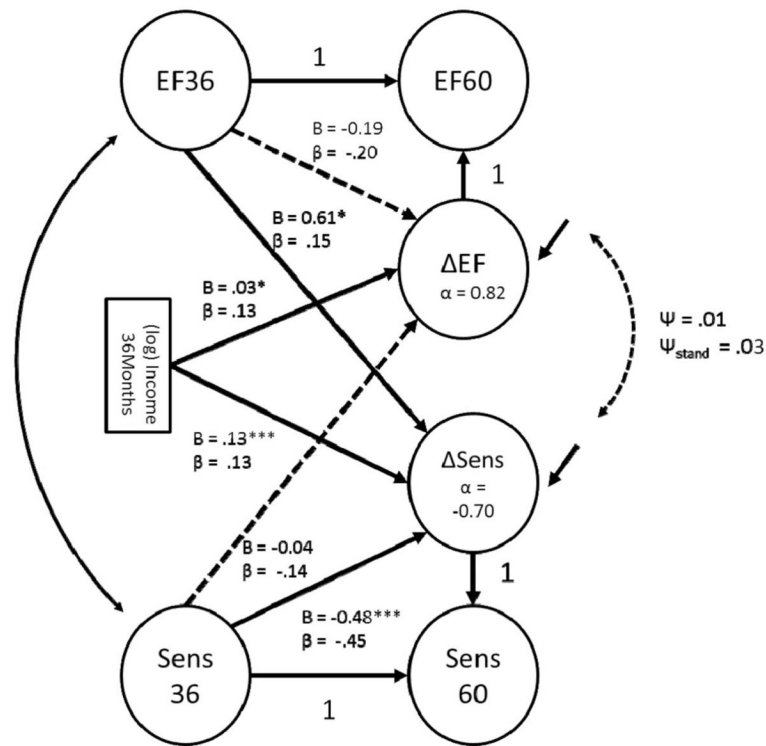 EF36
1
EF60
B = -0.19
β = -.20
1
B = 0.61*
β = .15
ΔEF
α = 0.82
B = .03*
β = .13
(log) Income
36Months
Ψ = .01
Ψstand = .03
B = .13***
β = .13
ΔSens
α =
-0.70
B = -0.04
β = -.14
1
B = -0.48***
β = -.45
Sens
36
1
Sens
60